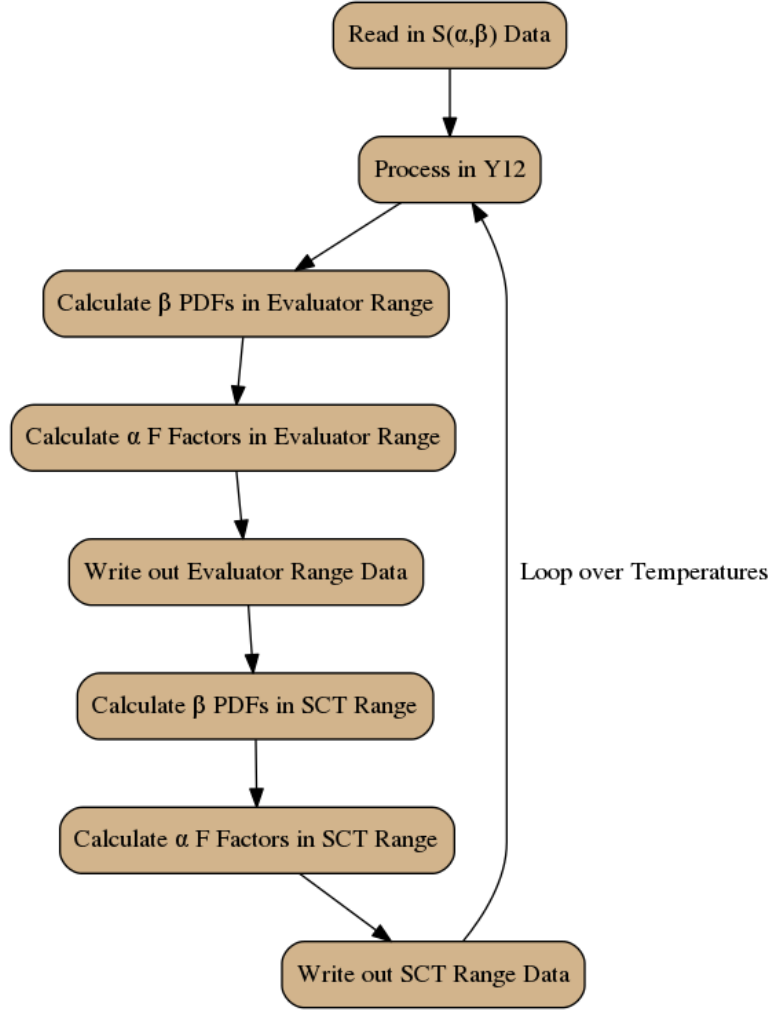 Read in S(α,β) Data
Process in Y12
Calculate β PDFs in Evaluator Range
Calculate α F Factors in Evaluator Range
Write out Evaluator Range Data
Loop over Temperatures
Calculate β PDFs in SCT Range
Calculate α F Factors in SCT Range
Write out SCT Range Data